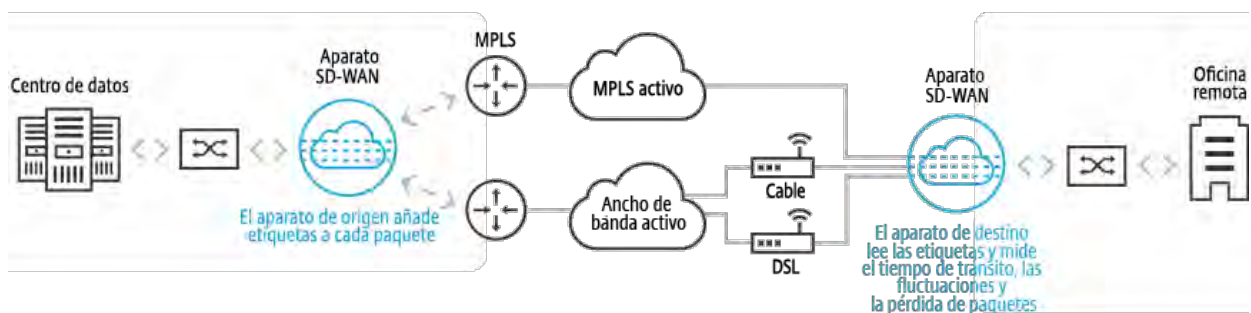 Centro de datos
Aparato
SD-WAN
El aparato de origen añade
etiquetas a cada paquete
MPLS
MPLS activo
Ancho de
banda activo
Cable
DSL
Aparato
SD-WAN
El aparato de destino
lee las etiquetas y mide
el tiempo de tránsito, las
fluctuaciones y
la pérdida de paquetes
Oficina
remota